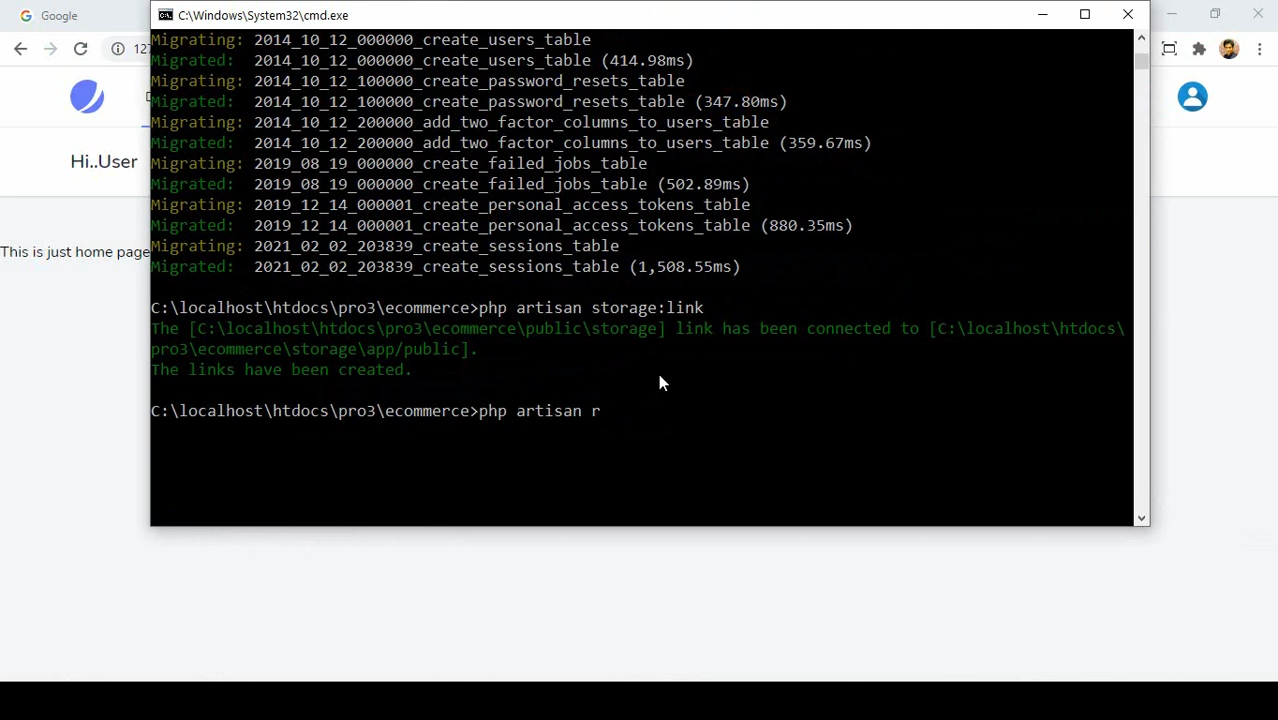 Google
C:\Windows\System32\cmd.exe
127
Hi..User
This is just home page
Migrating: 2014_10_12_000000_create_users_table
Migrated:  2014_10_12_000000_create_users_table (414.98ms)
Migrating: 2014_10_12_100000_create_password_resets_table
Migrated:  2014_10_12_100000_create_password_resets_table (347.80ms)
Migrating: 2014_10_12_200000_add_two_factor_columns_to_users_table
Migrated:  2014_10_12_200000_add_two_factor_columns_to_users_table (359.67ms)
Migrating: 2019_08_19_000000_create_failed_jobs_table
Migrated:  2019_08_19_000000_create_failed_jobs_table (502.89ms)
Migrating: 2019_12_14_000001_create_personal_access_tokens_table
Migrated:  2019_12_14_000001_create_personal_access_tokens_table (880.35ms)
Migrating: 2021_02_02_203839_create_sessions_table
Migrated:  2021_02_02_203839_create_sessions_table (1,508.55ms)
C:\localhost\htdocs\pro3\ecommerce>php artisan storage:link
The [C:\localhost\htdocs\pro3\ecommerce\public\storage] link has been connected to [C:\localhost\htdocs\
pro3\ecommerce\storage\app/public].
The links have been created.
C:\localhost\htdocs\pro3\ecommerce>php artisan r